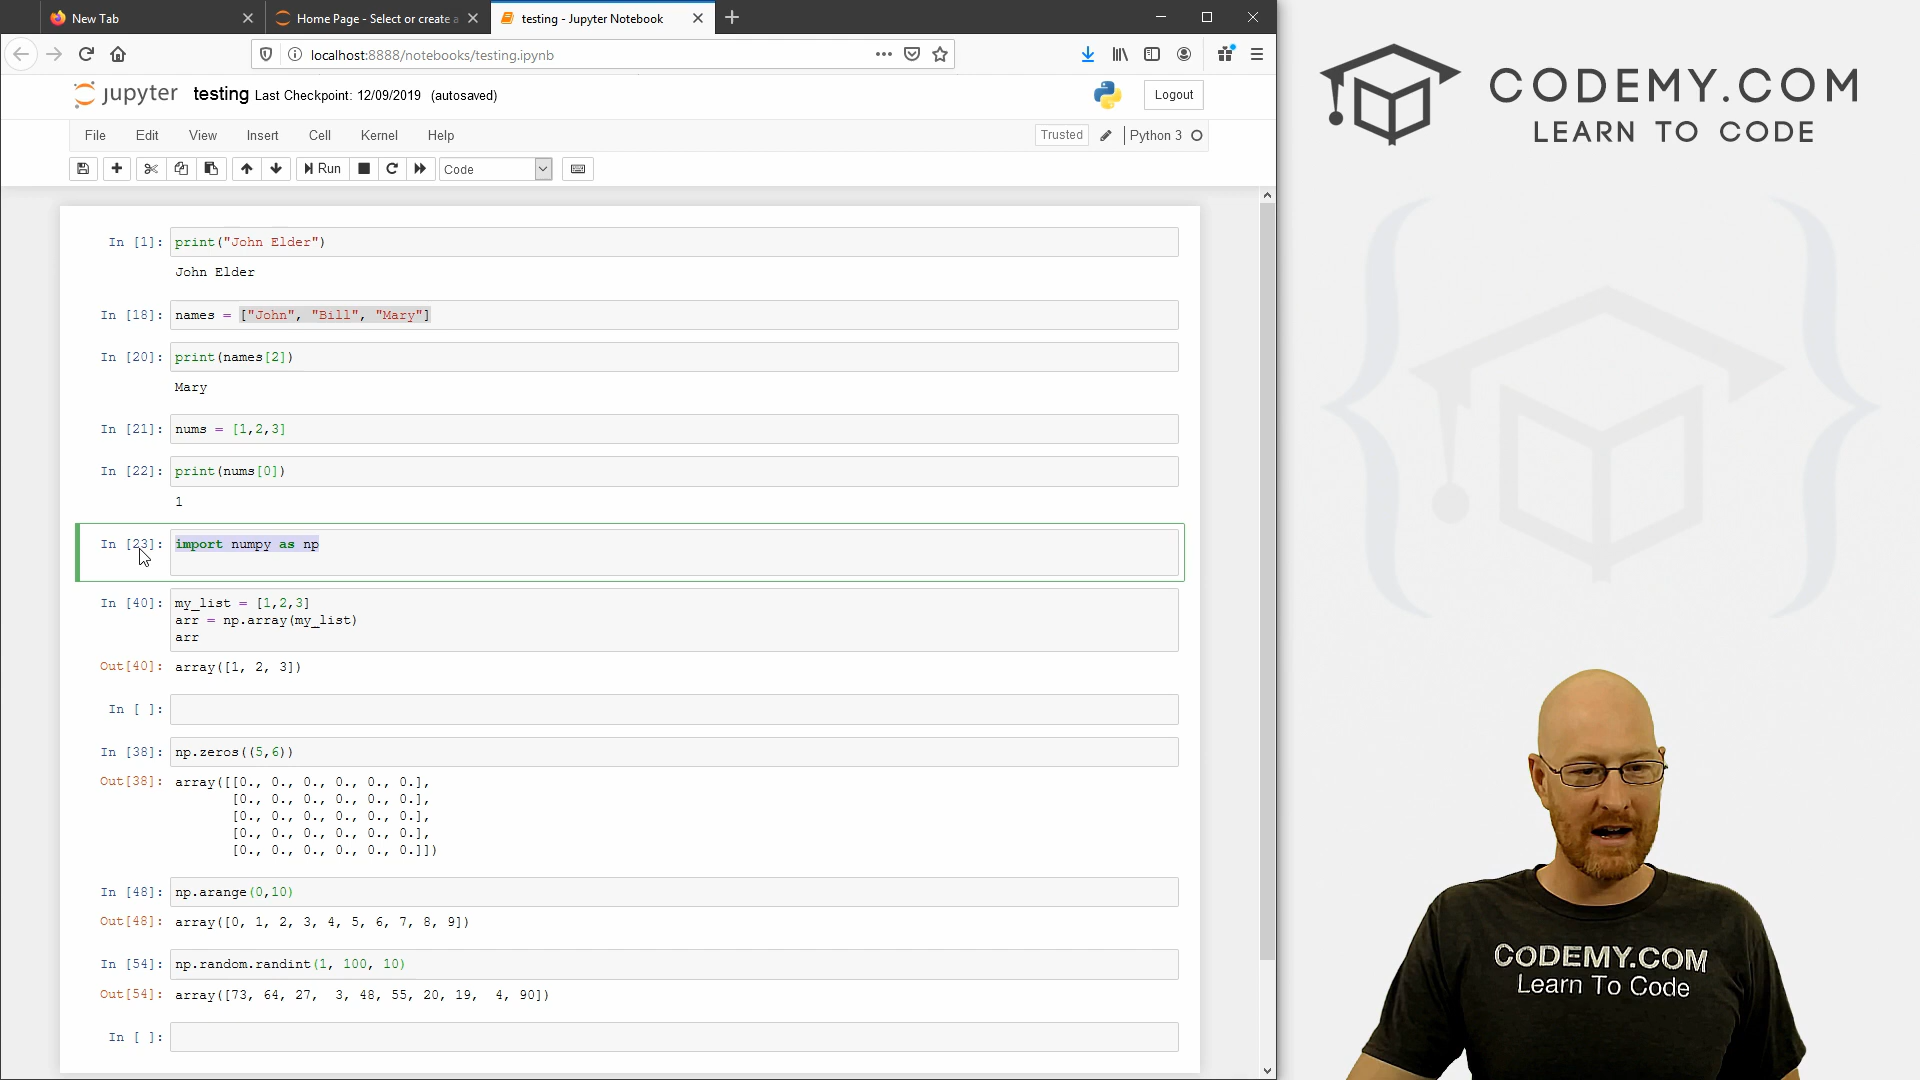 New Tab
Home Page - Select or create a
testing - Jupyter Notebook
localhost:8888/notebooks/testing.ipynb
jupyter testing Last Checkpoint: 12/09/2019 (autosaved)
Logout
File Edit View Insert Cell Kernel Help
Trusted
Python 3
Run
Code
In [1]: print("John Elder")
John Elder
In [18]: names = ["John", "Bill", "Mary"]
In [20]: print(names[2])
Mary
In [21]: nums = [1,2,3]
In [22]: print(nums[0])
1
In [23]: import numpy as np
In [40]: my_list = [1,2,3]
arr = np.array(my_list)
arr
Out[40]: array([1, 2, 3])
In [ ]:
In [38]: np.zeros((5,6))
Out[38]: array([[0., 0., 0., 0., 0., 0.],
[0., 0., 0., 0., 0., 0.],
[0., 0., 0., 0., 0., 0.],
[0., 0., 0., 0., 0., 0.],
[0., 0., 0., 0., 0., 0.]])
In [48]: np.arange(0,10)
Out[48]: array([0, 1, 2, 3, 4, 5, 6, 7, 8, 9])
In [54]: np.random.randint(1, 100, 10)
Out[54]: array([73, 64, 27,  3, 48, 55, 20, 19,  4, 90])
In [ ]:
CODEMY.COM
LEARN TO CODE
CODEMY.COM
Learn To Code